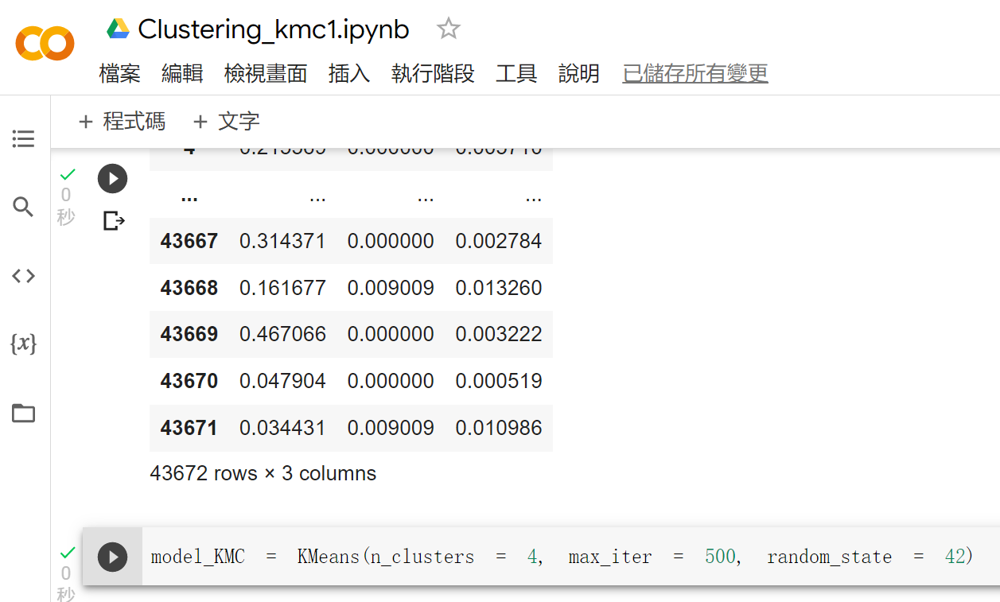 Clustering_kmc1.ipynb
檔案 編輯 檢視畫面 插入 執行階段 工具 說明 已儲存所有變更
+ 程式碼 + 文字
0
秒
... ... ... ...
43667 0.314371 0.000000 0.002784
43668 0.161677 0.009009 0.013260
43669 0.467066 0.000000 0.003222
43670 0.047904 0.000000 0.000519
43671 0.034431 0.009009 0.010986
43672 rows × 3 columns
model_KMC = KMeans(n_clusters = 4, max_iter = 500, random_state = 42)
0
秒